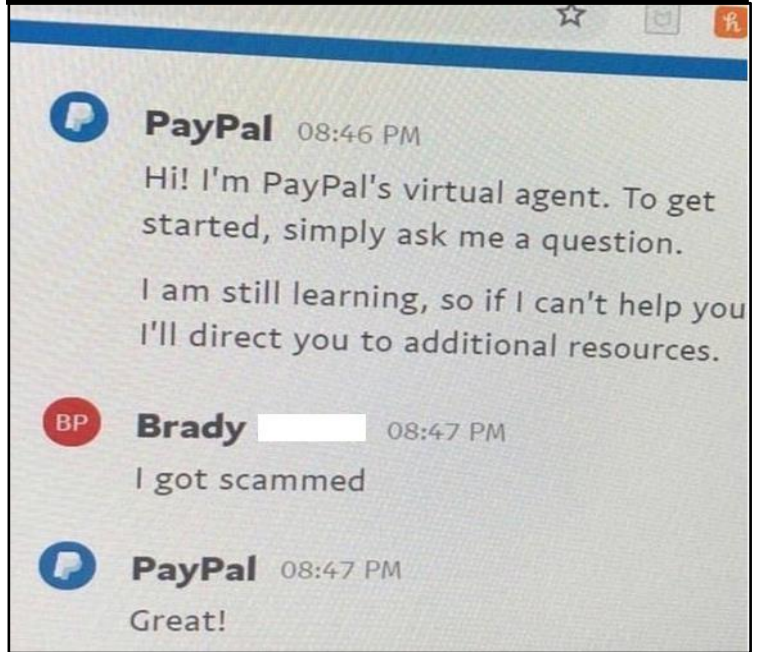 PayPal 08:46 PM
Hi! I'm PayPal's virtual agent. To get
started, simply ask me a question.
I am still learning, so if I can't help you
I'll direct you to additional resources.
BP
Brady 08:47 PM
I got scammed
PayPal 08:47 PM
Great!